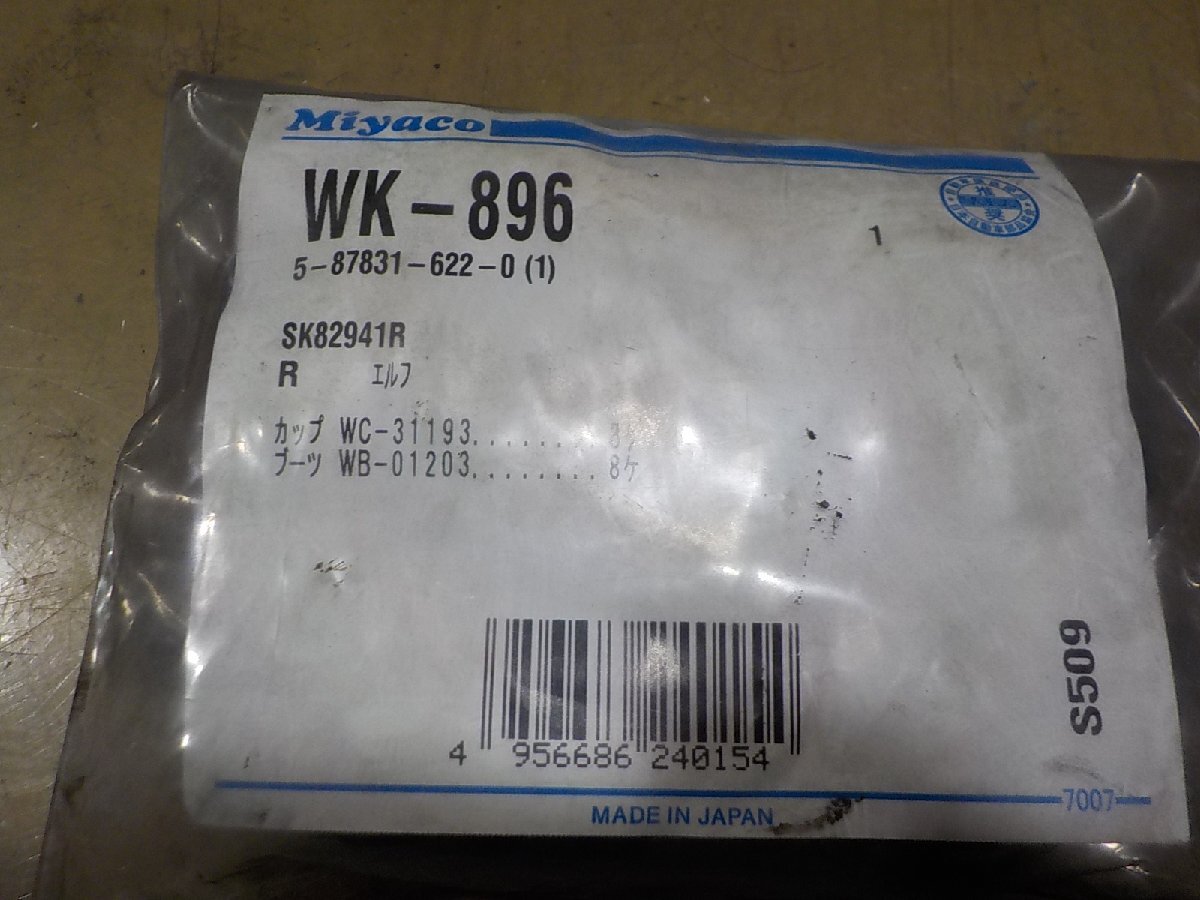 Miyaco
WK-896
1
5-87831-622-0 (1)
SK82941R
R エルフ
カップ WC-31193........
ブーツ WB-01203........8ケ
S509
4 956686 240154
7007
MADE IN JAPAN